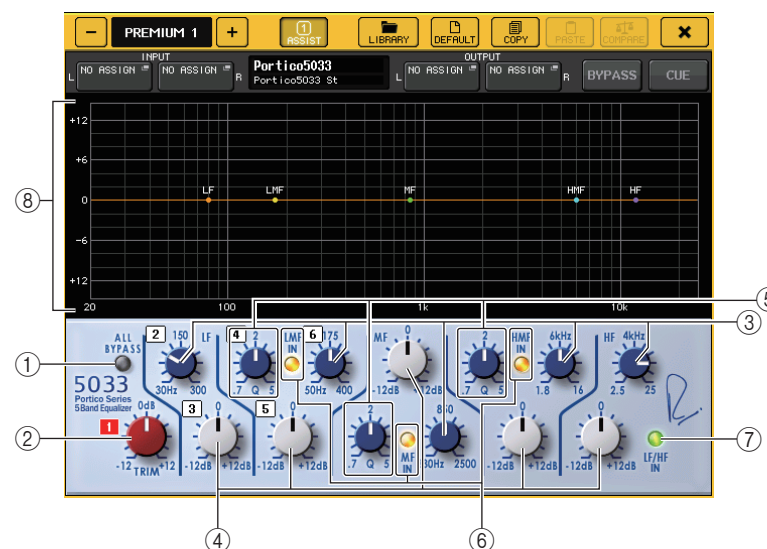 PREMIUM 1
1 ASSIST
LIBRARY
DEFAULT
COPY
PASTE
COMPARE
INPUT
L NO ASSIGN NO ASSIGN R
Portico5033
Portico5033 St
OUTPUT
L NO ASSIGN NO ASSIGN R
BYPASS
CUE
+12
+6
0
-6
+12
LF LMF MF HMF HF
20 100 1k 10k
8
5
3
1
2
4
6
7
ALL BYPASS
5033
Portico Series
5Band Equalizer
1
0dB
-12 +12
TRIM
2
150
LF
30Hz 300
3
0
-12dB +12dB
4
2
.7 Q 5
LMF IN
6
175
50Hz 400
5
0
-12dB +12dB
MF
0
-12dB +12dB
2
.7 Q 5
MF IN
850
2500
2
.7 Q 5
HMF IN
6kHz
1.8 16
0
-12dB +12dB
HF
4kHz
2.5 25
0
-12dB +12dB
LF/HF IN